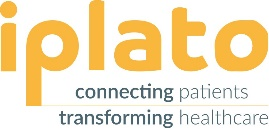 iplato
connecting patients
transforming healthcare